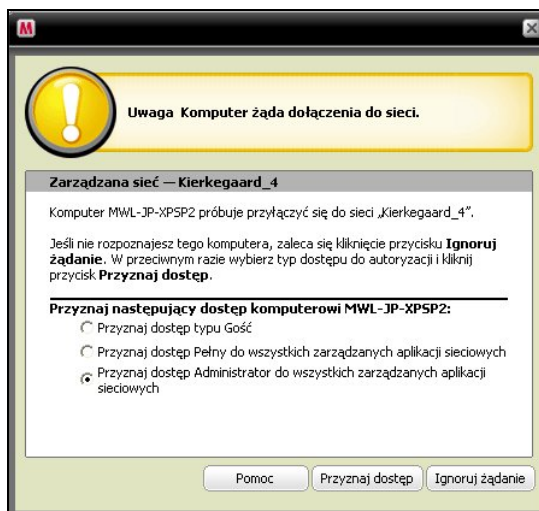 M
Uwaga Komputer żąda dołączenia do sieci.
Zarządzana sieć — Kierkegaard_4
Komputer MWL-JP-XPSP2 próbuje przyłączyć się do sieci „Kierkegaard_4”.
Jeśli nie rozpoznajesz tego komputera, zaleca się kliknięcie przycisku Ignoruj
żądanie. W przeciwnym razie wybierz typ dostępu do autoryzacji i kliknij
przycisk Przyznaj dostęp.
Przyznaj następujący dostęp komputerowi MWL-JP-XPSP2:
Przyznaj dostęp typu Gość
Przyznaj dostęp Pełny do wszystkich zarządzanych aplikacji sieciowych
Przyznaj dostęp Administrator do wszystkich zarządzanych aplikacji
sieciowych
Pomoc Przyznaj dostęp Ignoruj żądanie